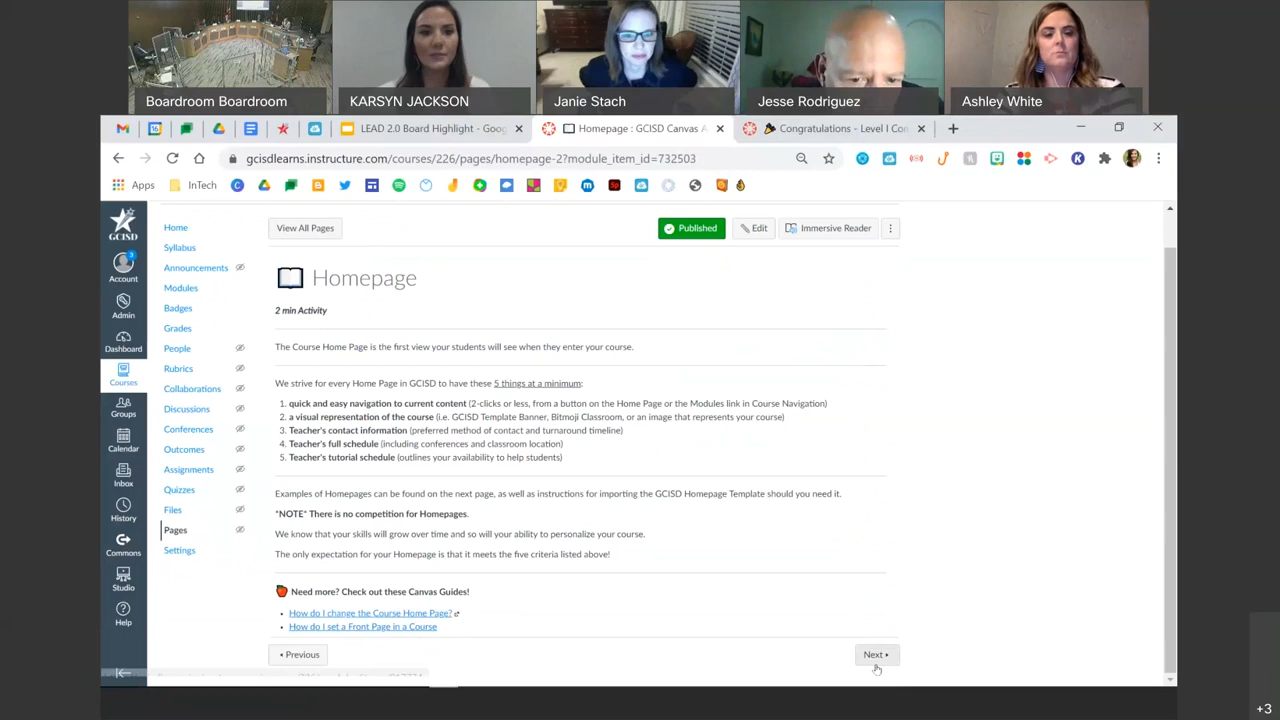 Boardroom Boardroom
KARSYN JACKSON
Janie Stach
Jesse Rodriguez
Ashley White
LEAD 2.0 Board Highlight - Goog
Homepage : GCISD Canvas A
Congratulations - Level I Con
gcisdlearns.instructure.com/courses/226/pages/homepage-2?module_item_id=732503
Apps
InTech
GCISD
Account
Admin
Dashboard
Courses
Groups
Calendar
Inbox
History
Commons
Studio
Help
Home
Syllabus
Announcements
Modules
Badges
Grades
People
Rubrics
Collaborations
Discussions
Conferences
Outcomes
Assignments
Quizzes
Files
Pages
Settings
View All Pages
Published
Edit
Immersive Reader
Homepage
2 min Activity
The Course Home Page is the first view your students will see when they enter your course.
We strive for every Home Page in GCISD to have these 5 things at a minimum:
1. quick and easy navigation to current content (2-clicks or less, from a button on the Home Page or the Modules link in Course Navigation)
2. a visual representation of the course (i.e. GCISD Template Banner, Bitmoji Classroom, or an image that represents your course)
3. Teacher's contact information (preferred method of contact and turnaround timeline)
4. Teacher's full schedule (including conferences and classroom location)
5. Teacher's tutorial schedule (outlines your availability to help students)
Examples of Homepages can be found on the next page, as well as instructions for importing the GCISD Homepage Template should you need it.
*NOTE* There is no competition for Homepages.
We know that your skills will grow over time and so will your ability to personalize your course.
The only expectation for your Homepage is that it meets the five criteria listed above!
Need more? Check out these Canvas Guides!
How do I change the Course Home Page?
How do I set a Front Page in a Course
Previous
Next
+3